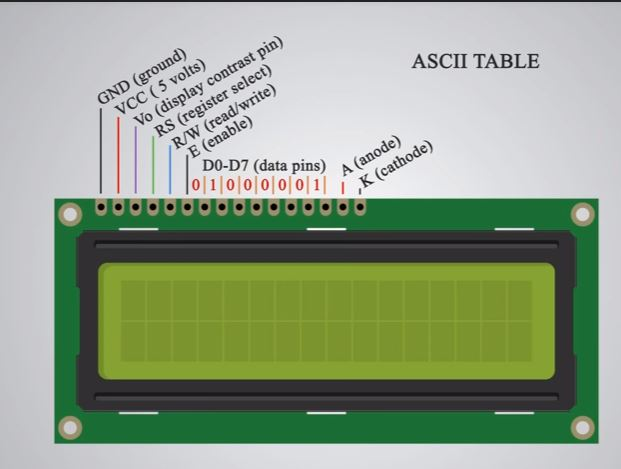 ASCII TABLE
GND (ground)
VCC ( 5 volts)
Vo (display contrast pin)
RS (register select)
R/W (read/write)
E (enable)
D0-D7 (data pins)
0|1|0|0|0|0|0|1|
A (anode)
K (cathode)